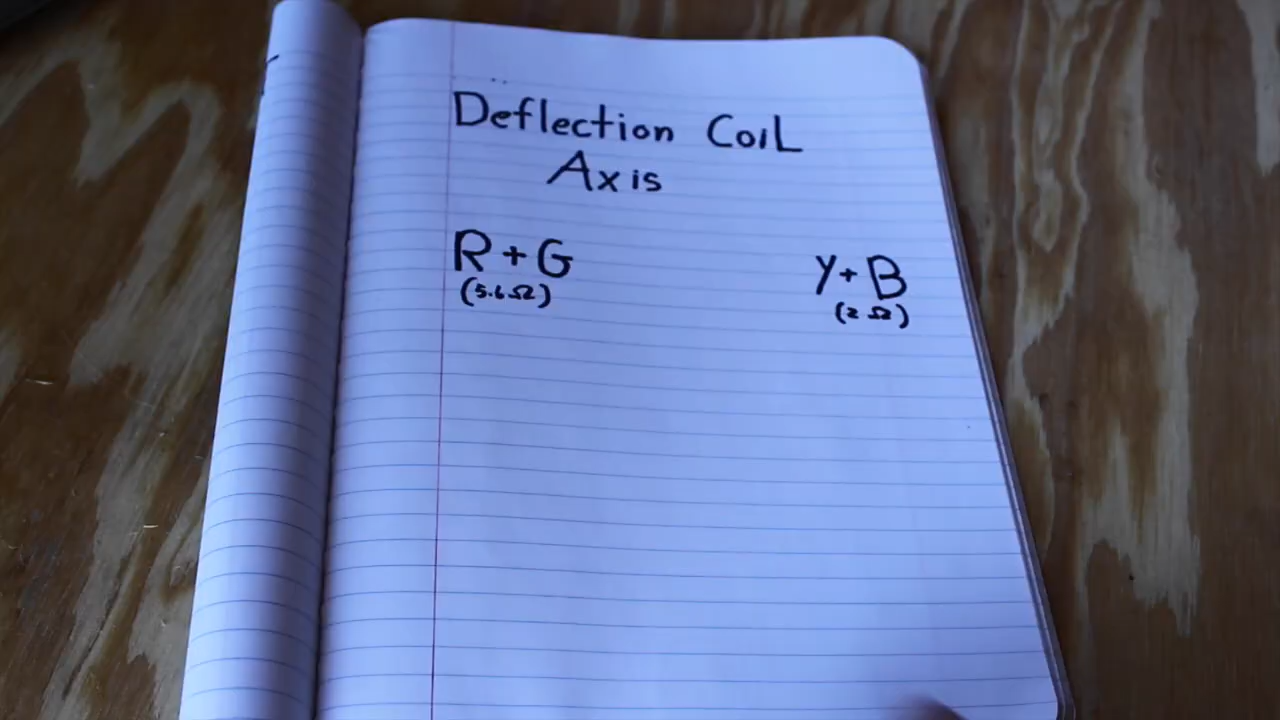 Deflection CoiL
Axis
R + G
(5.6Ω)
Y + B
(2 Ω)